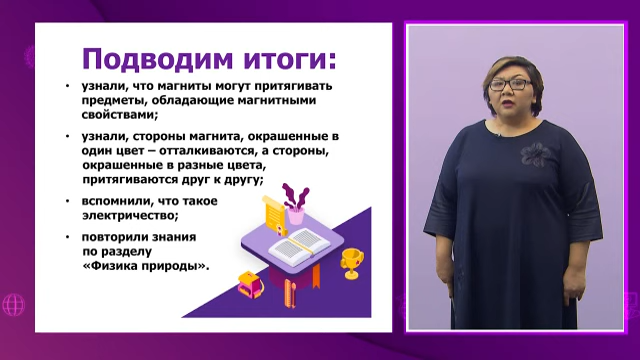 Подводим итоги:
• узнали, что магниты могут притягивать
предметы, обладающие магнитными
свойствами;
• узнали, стороны магнита, окрашенные в
один цвет – отталкиваются, а стороны,
окрашенные в разные цвета,
притягиваются друг к другу;
• вспомнили, что такое
электричество;
• повторили знания
по разделу
«Физика природы».